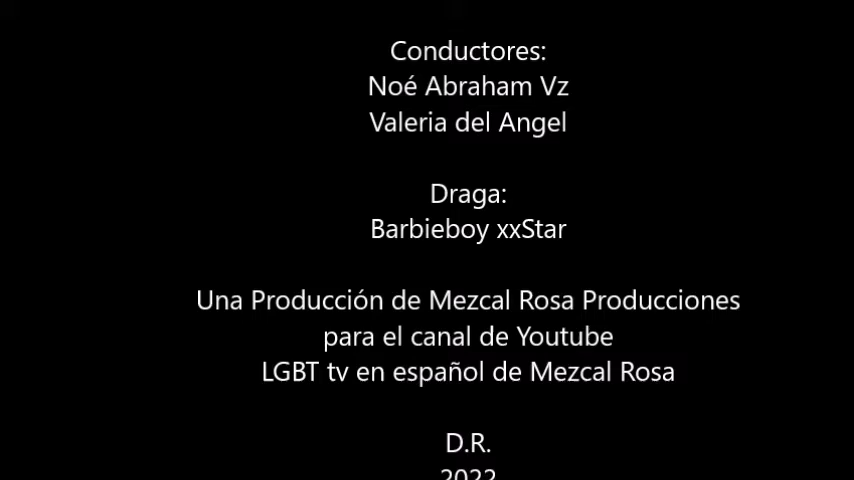 Conductores:
Noé Abraham Vz
Valeria del Angel
Draga:
Barbieboy xxStar
Una Producción de Mezcal Rosa Producciones
para el canal de Youtube
LGBT tv en español de Mezcal Rosa
D.R.
2022